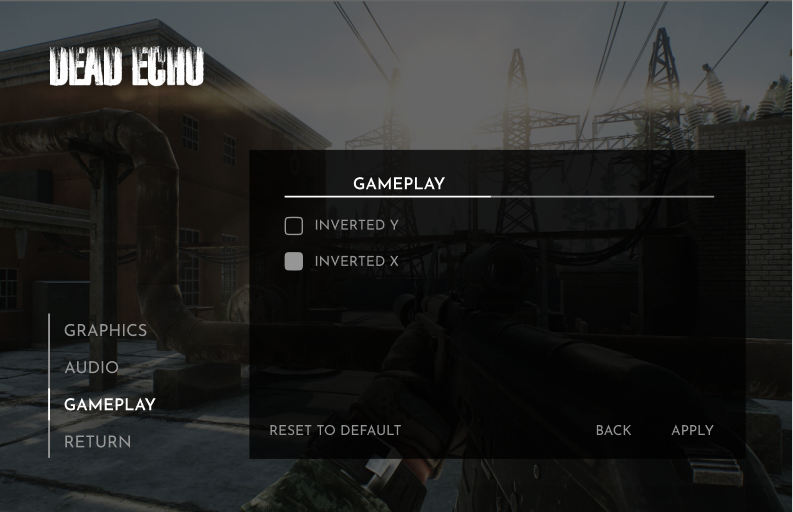 DEAD ECHO
GAMEPLAY
INVERTED Y
INVERTED X
GRAPHICS
AUDIO
GAMEPLAY
RETURN
RESET TO DEFAULT
BACK
APPLY